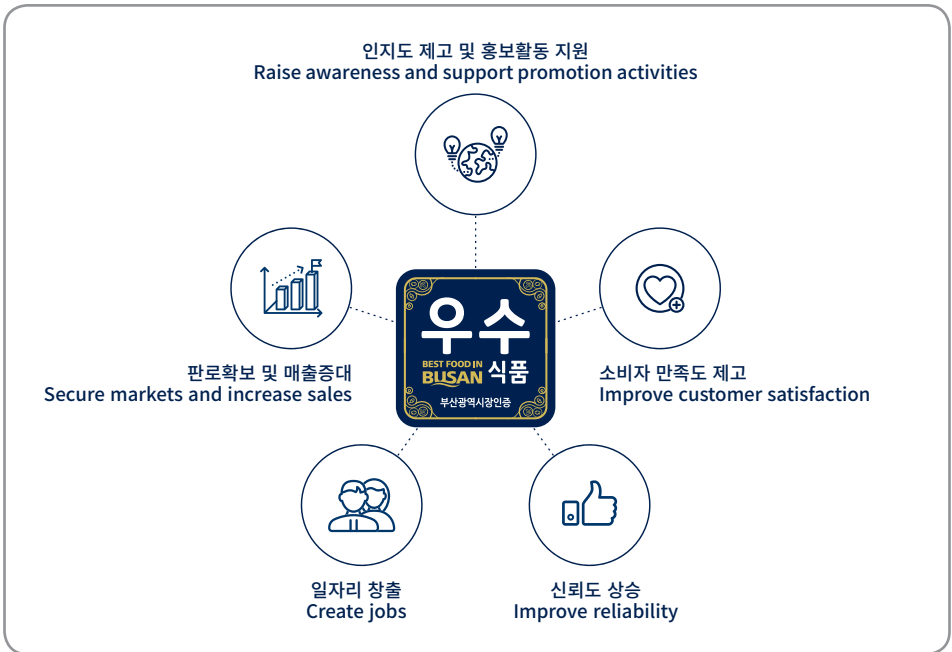 인지도 제고 및 홍보활동 지원
Raise awareness and support promotion activities
우수
BEST FOOD IN
BUSAN 식품
부산광역시장인증
판로확보 및 매출증대
Secure markets and increase sales
소비자 만족도 제고
Improve customer satisfaction
일자리 창출
Create jobs
신뢰도 상승
Improve reliability